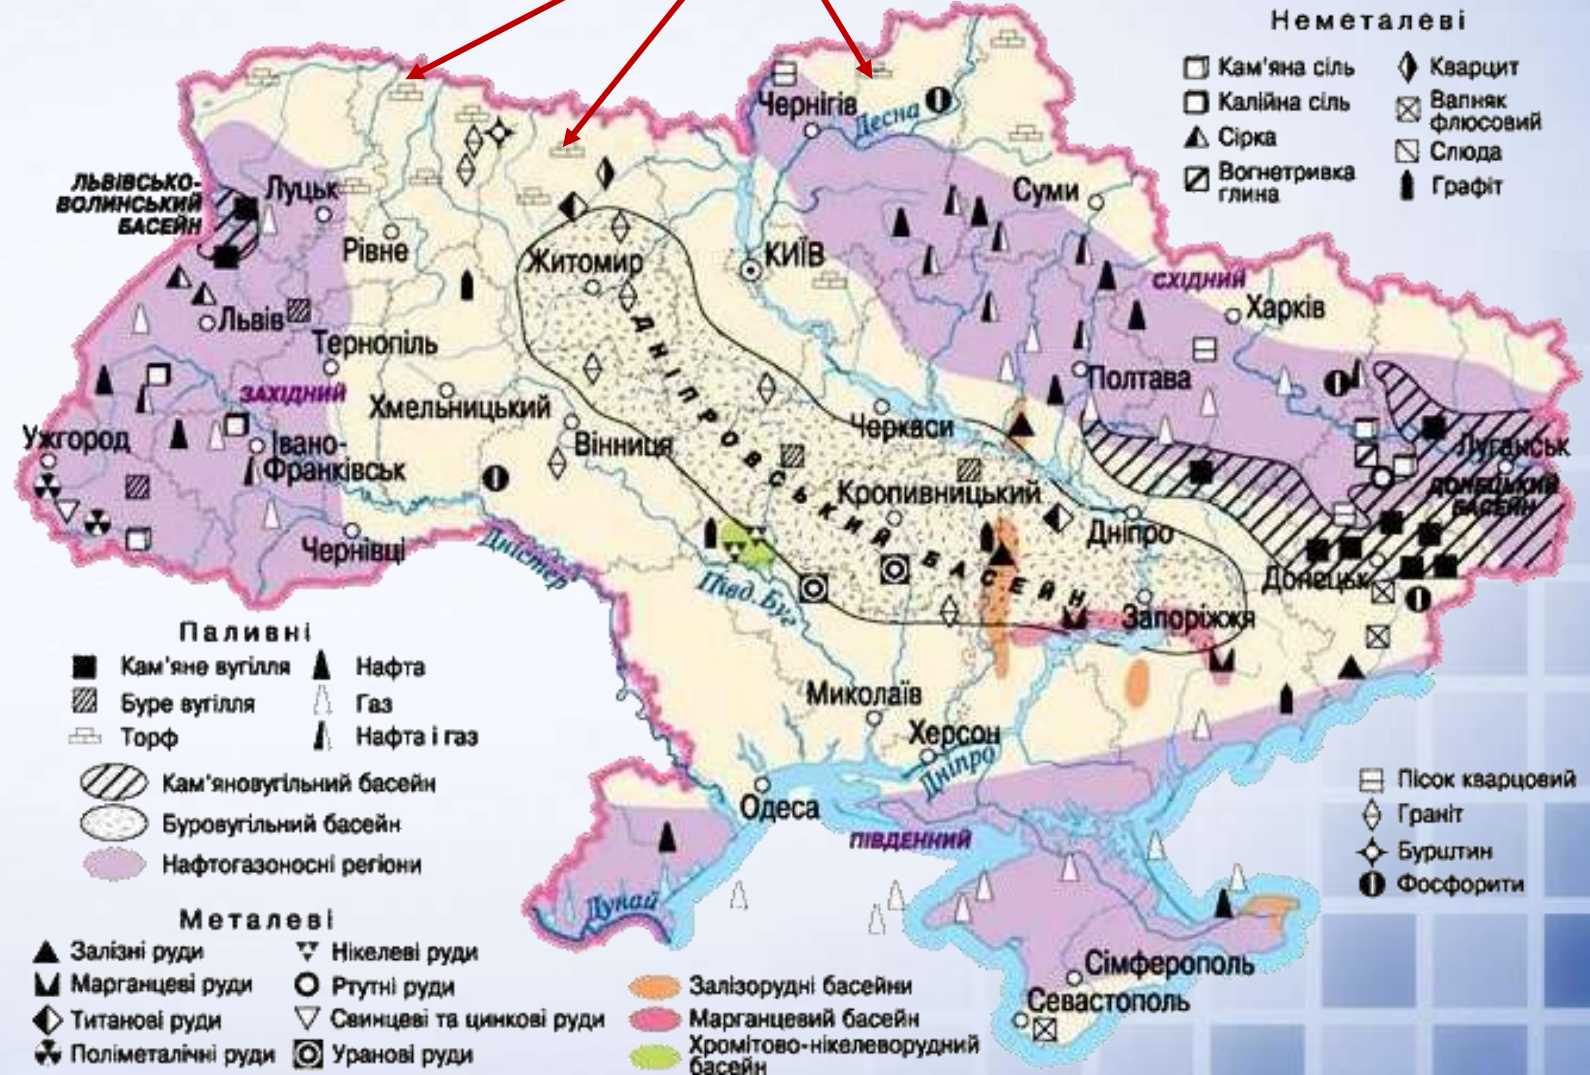 Неметалеві
Кам'яна сіль
Калійна сіль
Сірка
Вогнетривка
глина
Кварцит
Вапняк
флюсовий
Слюда
Графіт
Чернігів
Десна
Суми
ЛЬВІВСЬКО-
ВОЛИНСЬКИЙ
БАСЕЙН
Луцьк
Рівне
Житомир
КИЇВ
СХІДНИЙ
Харків
Львів
Тернопіль
ЗАХІДНИЙ
Хмельницький
Полтава
Ужгород
Івано-
Франківськ
Вінниця
Черкаси
ДНІПРОВСЬКИЙ БАСЕЙН
Луганськ
ДОНЕЦЬКИЙ
БАСЕЙН
Кропивницький
Дніпро
Чернівці
Дністер
Півд. Буг
Донецьк
Запоріжжя
Паливні
Кам'яне вугілля
Буре вугілля
Торф
Нафта
Газ
Нафта і газ
Кам'яновугільний басейн
Буровугільний басейн
Нафтогазоносні регіони
Миколаїв
Херсон
Дніпро
Одеса
ПІВДЕННИЙ
Дунай
Пісок кварцовий
Граніт
Бурштин
Фосфорити
Сімферополь
Севастополь
Металеві
Залізні руди
Марганцеві руди
Титанові руди
Поліметалічні руди
Нікелеві руди
Ртутні руди
Свинцеві та цинкові руди
Уранові руди
Залізорудні басейни
Марганцевий басейн
Хромітово-нікелеворудний
басейн